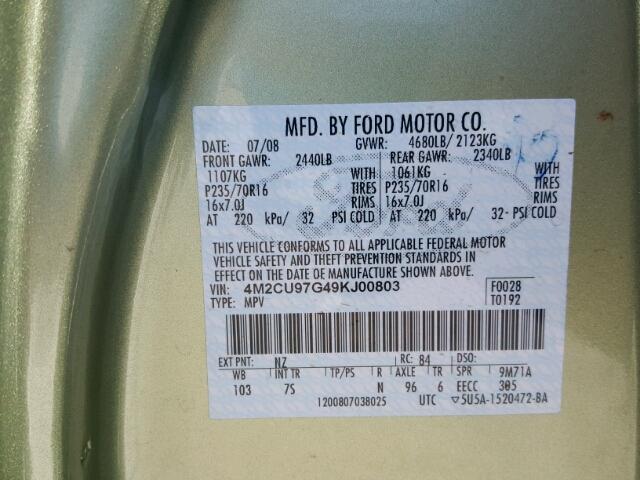 MFD. BY FORD MOTOR CO.
DATE: 07/08 GVWR: 4680LB/ 2123KG
FRONT GAWR: 2440LB REAR GAWR: 2340LB
1107KG WITH 1061KG WITH
P235/70R16 TIRES P235/70R16 TIRES
16x7.0J RIMS 16x7.0J RIMS
AT 220 kPa/ 32 PSI COLD AT 220 kPa/ 32 PSI COLD
THIS VEHICLE CONFORMS TO ALL APPLICABLE FEDERAL MOTOR
VEHICLE SAFETY AND THEFT PREVENTION STANDARDS IN
EFFECT ON THE DATE OF MANUFACTURE SHOWN ABOVE.
VIN: 4M2CU97G49KJ00803 F0028
TYPE: MPV T0192
EXT PNT: NZ RC: 84 DSO:
WB INT TR TP/PS R AXLE TR SPR 9M71A
103 7S N 96 6 EECC 305
1200807038025 UTC ▽5U5A-1520472-BA